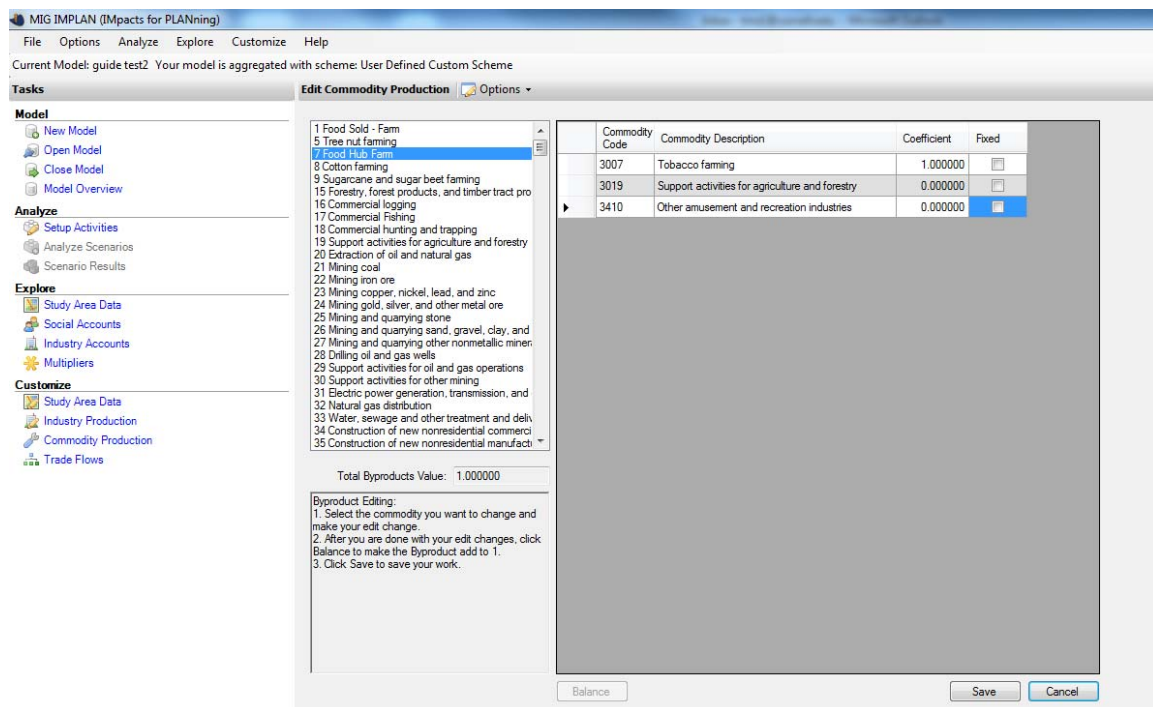 MIG IMPLAN (IMpacts for PLANning)
File Options Analyze Explore Customize Help
Current Model: guide test2 Your model is aggregated with scheme: User Defined Custom Scheme
Tasks
Model
New Model
Open Model
Close Model
Model Overview
Analyze
Setup Activities
Analyze Scenarios
Scenario Results
Explore
Study Area Data
Social Accounts
Industry Accounts
Multipliers
Customize
Study Area Data
Industry Production
Commodity Production
Trade Flows
Edit Commodity Production Options
1 Food Sold - Farm
5 Tree nut farming
7 Food Hub Farm
8 Cotton farming
9 Sugarcane and sugar beet farming
15 Forestry, forest products, and timber tract pro
16 Commercial logging
17 Commercial Fishing
18 Commercial hunting and trapping
19 Support activities for agriculture and forestry
20 Extraction of oil and natural gas
21 Mining coal
22 Mining iron ore
23 Mining copper, nickel, lead, and zinc
24 Mining gold, silver, and other metal ore
25 Mining and quarrying stone
26 Mining and quarrying sand, gravel, clay, and
27 Mining and quarrying other nonmetallic miner
28 Drilling oil and gas wells
29 Support activities for oil and gas operations
30 Support activities for other mining
31 Electric power generation, transmission, and
32 Natural gas distribution
33 Water, sewage and other treatment and deliv
34 Construction of new nonresidential commerci
35 Construction of new nonresidential manufactu
Total Byproducts Value: 1.000000
Byproduct Editing:
1. Select the commodity you want to change and
make your edit change.
2. After you are done with your edit changes, click
Balance to make the Byproduct add to 1.
3. Click Save to save your work.
Commodity Code Commodity Description Coefficient Fixed
3007 Tobacco farming 1.000000
3019 Support activities for agriculture and forestry 0.000000
3410 Other amusement and recreation industries 0.000000
Balance Save Cancel